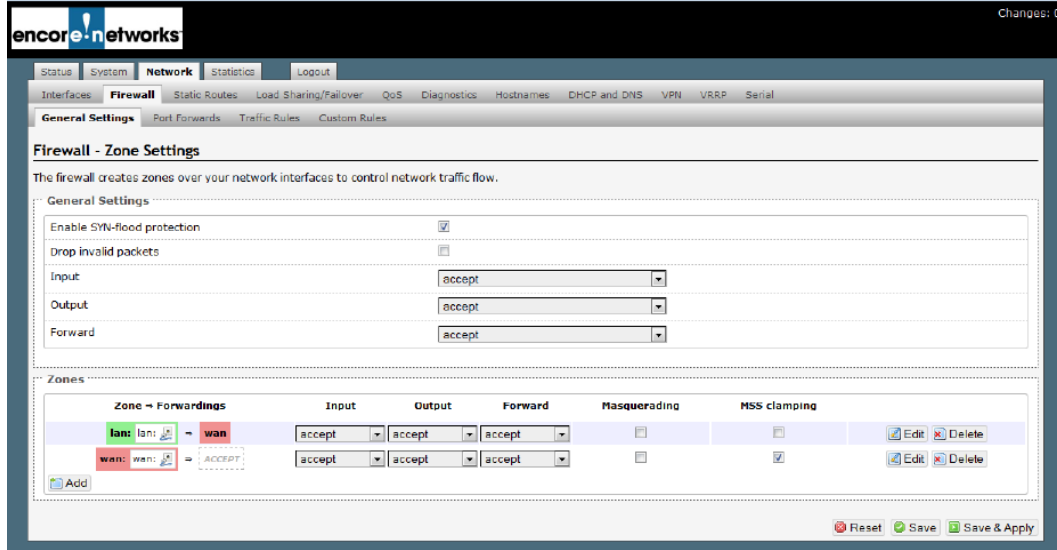 Changes: 0
encore!networks
Status System Network Statistics Logout
Interfaces Firewall Static Routes Load Sharing/Failover QoS Diagnostics Hostnames DHCP and DNS VPN VRRP Serial
General Settings Port Forwards Traffic Rules Custom Rules
Firewall - Zone Settings
The firewall creates zones over your network interfaces to control network traffic flow.
General Settings
Enable SYN-flood protection
Drop invalid packets
Input accept
Output accept
Forward accept
Zones
Zone ⇒ Forwardings Input Output Forward Masquerading MSS clamping
lan: lan: ⇒ wan accept accept accept Edit Delete
wan: wan: ⇒ ACCEPT accept accept accept Edit Delete
Add
Reset Save Save & Apply